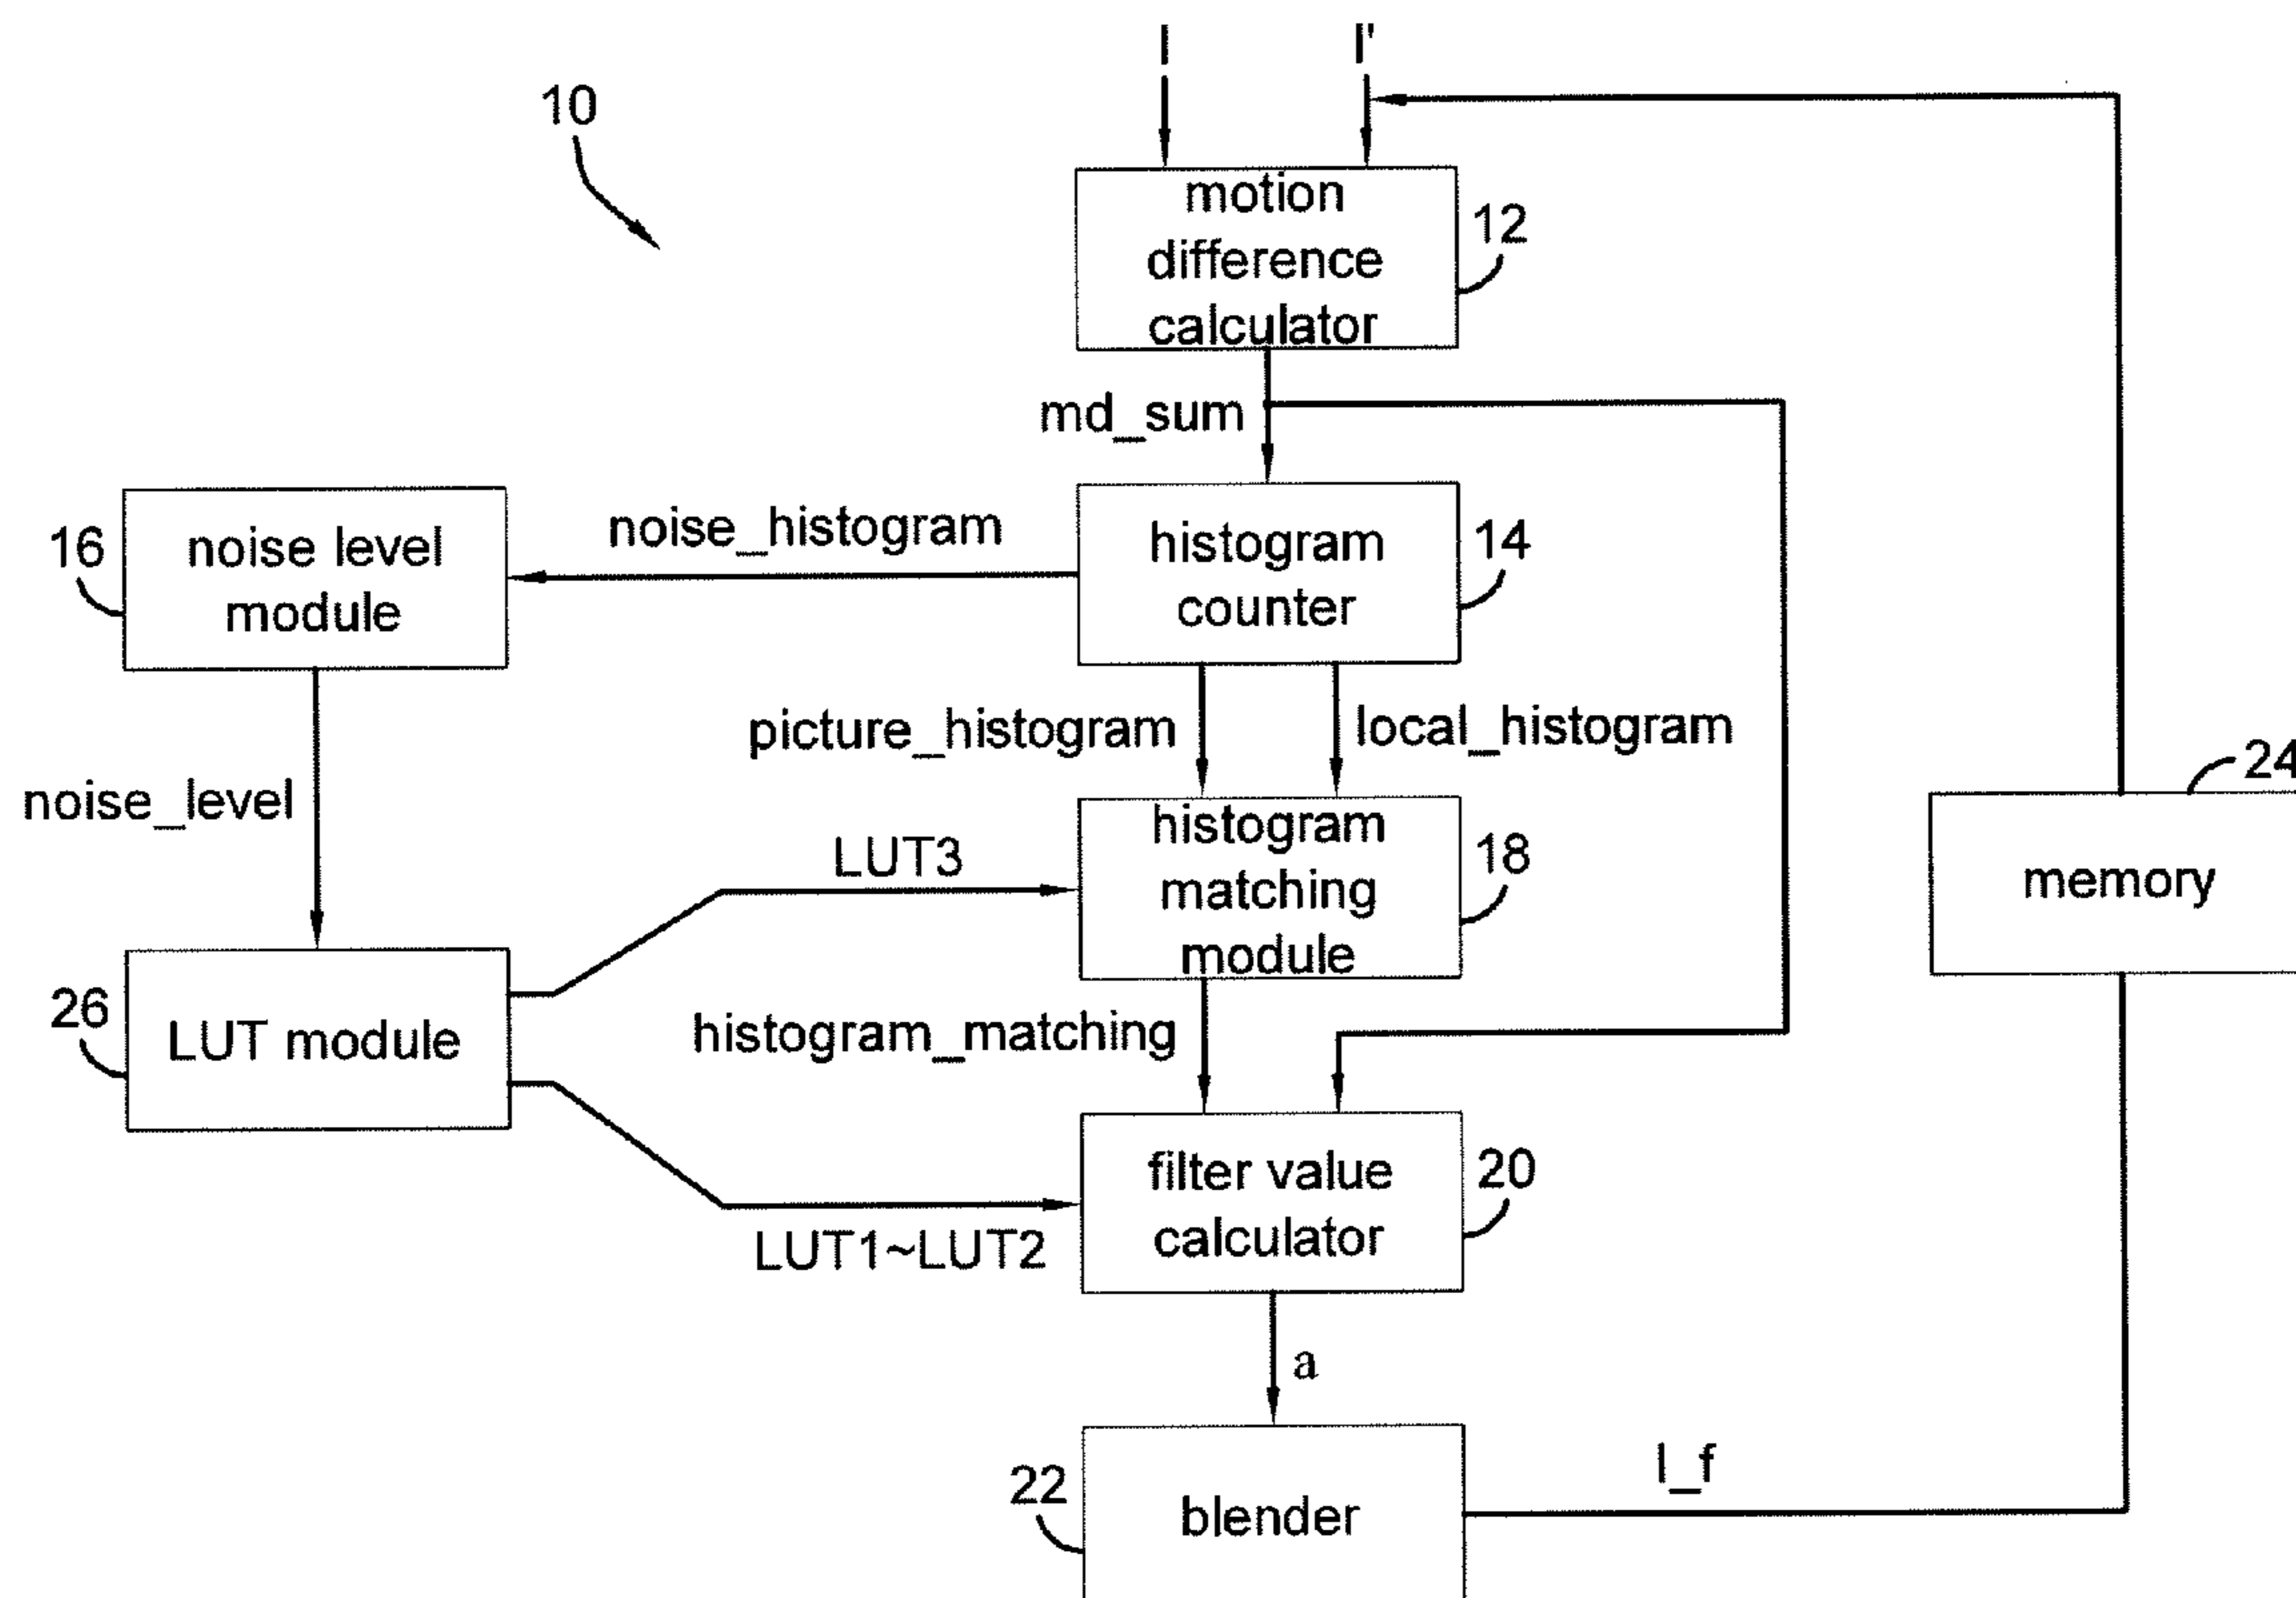 I
I'
10
motion
difference
calculator
12
md_sum
noise level
module
16
noise_histogram
histogram
counter
14
picture_histogram
local_histogram
noise_level
LUT3
histogram
matching
module
18
24
memory
26
LUT module
histogram_matching
LUT1~LUT2
filter value
calculator
20
a
22
blender
I_f